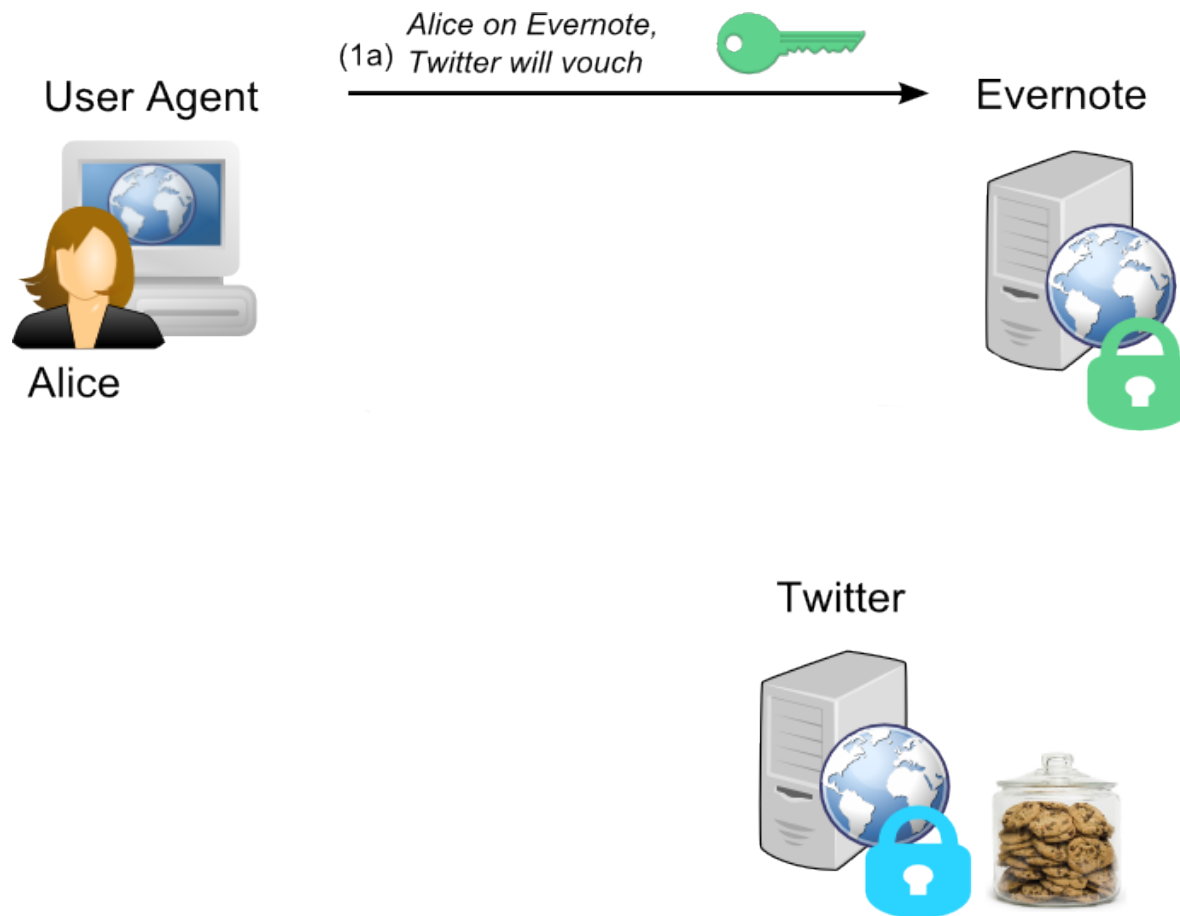 Alice on Evernote,
(1a) Twitter will vouch
User Agent
Evernote
Alice
Twitter